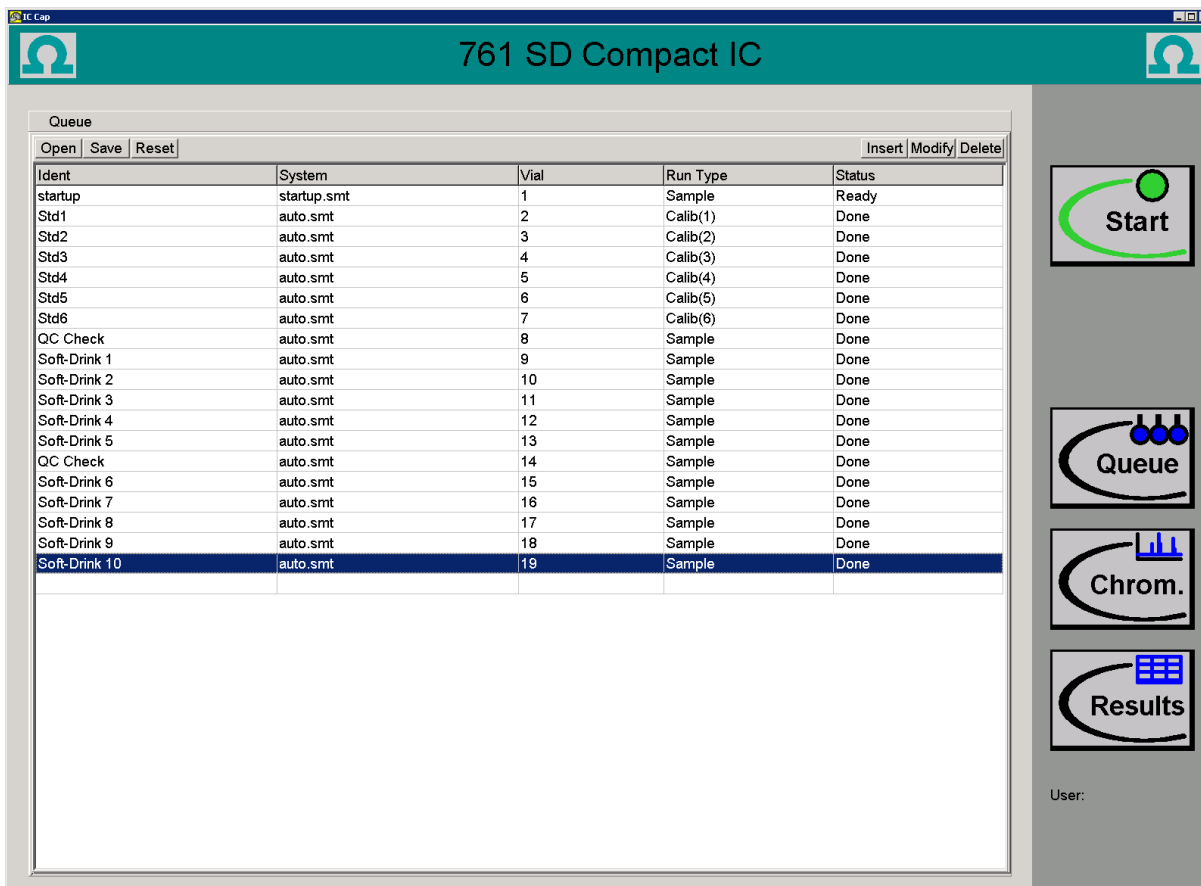 IC Cap
761 SD Compact IC
Queue
Open Save Reset Insert Modify Delete
Ident System Vial Run Type Status
startup startup.smt 1 Sample Ready
Std1 auto.smt 2 Calib(1) Done
Std2 auto.smt 3 Calib(2) Done
Std3 auto.smt 4 Calib(3) Done
Std4 auto.smt 5 Calib(4) Done
Std5 auto.smt 6 Calib(5) Done
Std6 auto.smt 7 Calib(6) Done
QC Check auto.smt 8 Sample Done
Soft-Drink 1 auto.smt 9 Sample Done
Soft-Drink 2 auto.smt 10 Sample Done
Soft-Drink 3 auto.smt 11 Sample Done
Soft-Drink 4 auto.smt 12 Sample Done
Soft-Drink 5 auto.smt 13 Sample Done
QC Check auto.smt 14 Sample Done
Soft-Drink 6 auto.smt 15 Sample Done
Soft-Drink 7 auto.smt 16 Sample Done
Soft-Drink 8 auto.smt 17 Sample Done
Soft-Drink 9 auto.smt 18 Sample Done
Soft-Drink 10 auto.smt 19 Sample Done
Start
Queue
Chrom.
Results
User: